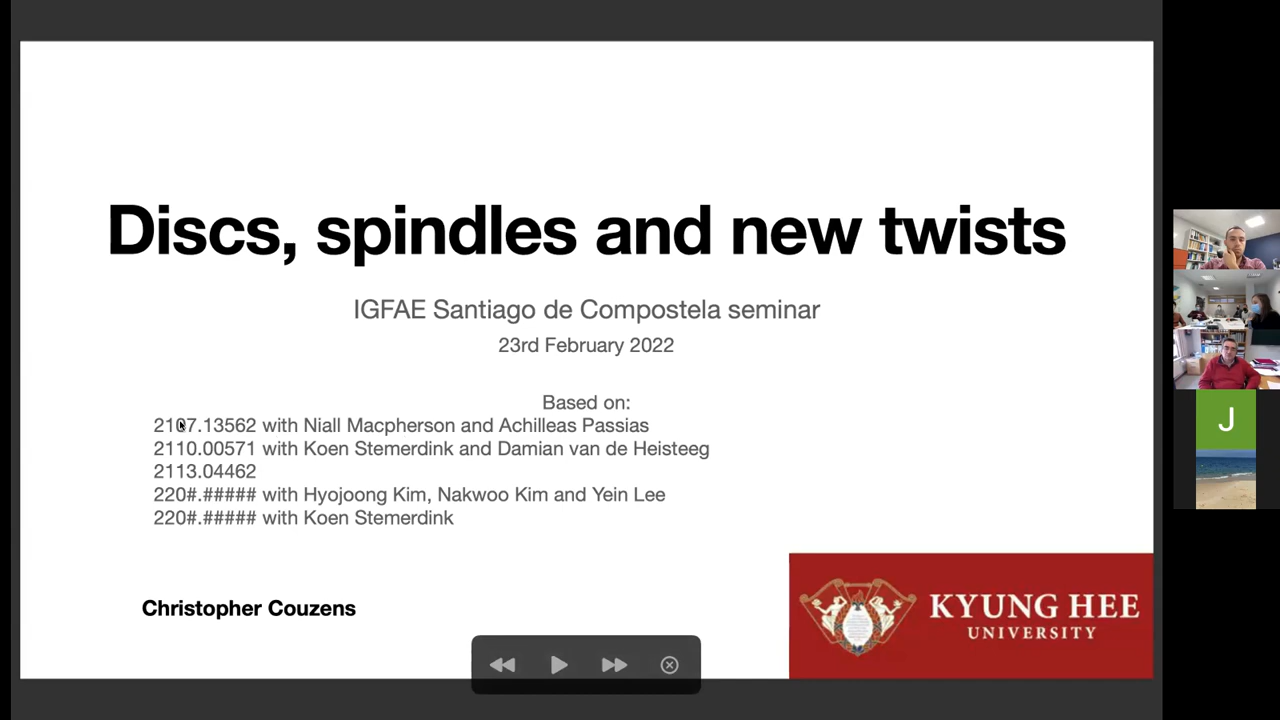 Discs, spindles and new twists
IGFAE Santiago de Compostela seminar
23rd February 2022
Based on:
2107.13562 with Niall Macpherson and Achilleas Passias
2110.00571 with Koen Stemerdink and Damian van de Heisteeg
2113.04462
220#.##### with Hyojoong Kim, Nakwoo Kim and Yein Lee
220#.##### with Koen Stemerdink
Christopher Couzens
KYUNG HEE
UNIVERSITY
J